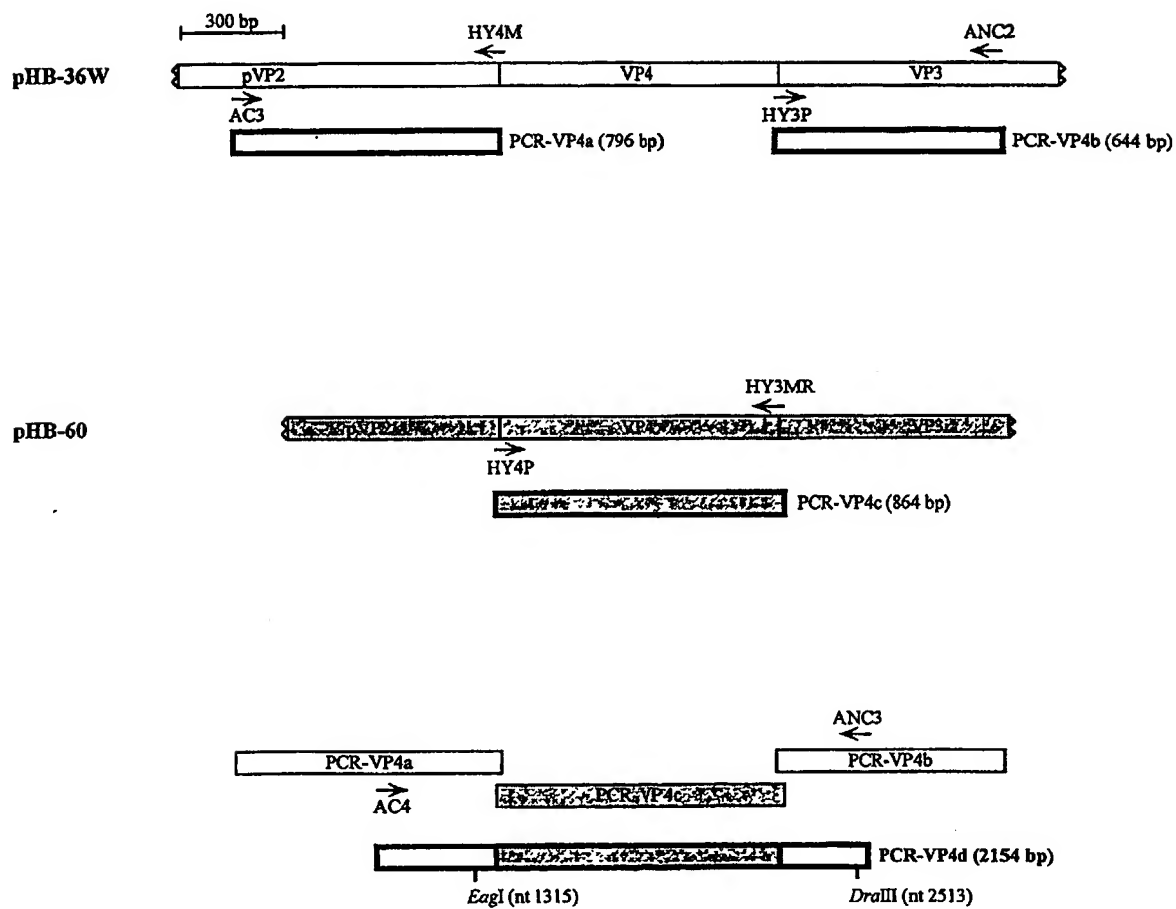 300 bp
HY4M
ANC2
pHB-36W
pVP2
VP4
VP3
AC3
HY3P
PCR-VP4a (796 bp)
PCR-VP4b (644 bp)
HY3MR
pHB-60
pVP2
VP4
VP3
HY4P
PCR-VP4c (864 bp)
ANC3
PCR-VP4a
PCR-VP4b
AC4
PCR-VP4c
PCR-VP4d (2154 bp)
EagI (nt 1315)
DraIII (nt 2513)